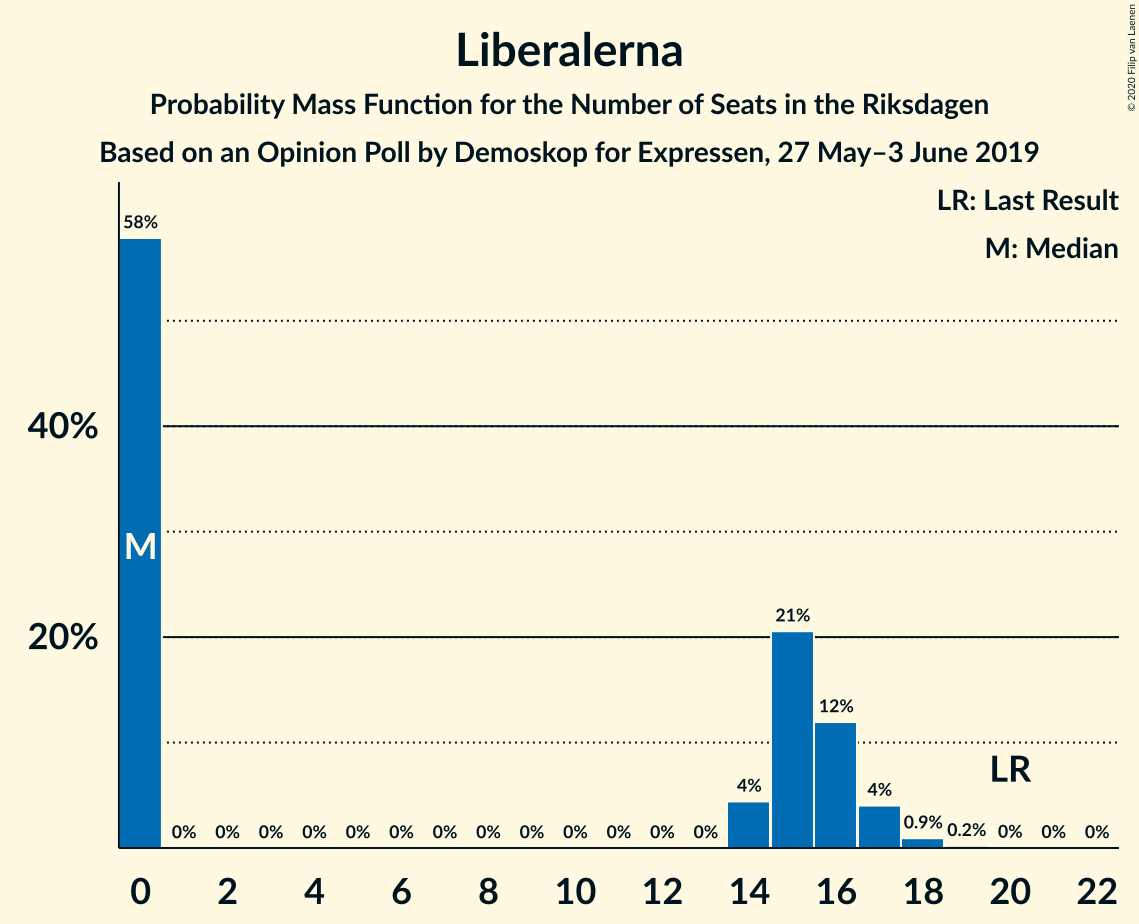 Liberalerna
Probability Mass Function for the Number of Seats in the Riksdagen
Based on an Opinion Poll by Demoskop for Expressen, 27 May–3 June 2019
© 2020 Filip van Laenen
LR: Last Result
M: Median
58%
40%
M
20%
21%
12%
LR
4% 4%
0% 0% 0% 0% 0% 0% 0% 0% 0% 0% 0% 0% 0% 0.9% 0.2% 0% 0% 0%
0 2 4 6 8 10 12 14 16 18 20 22